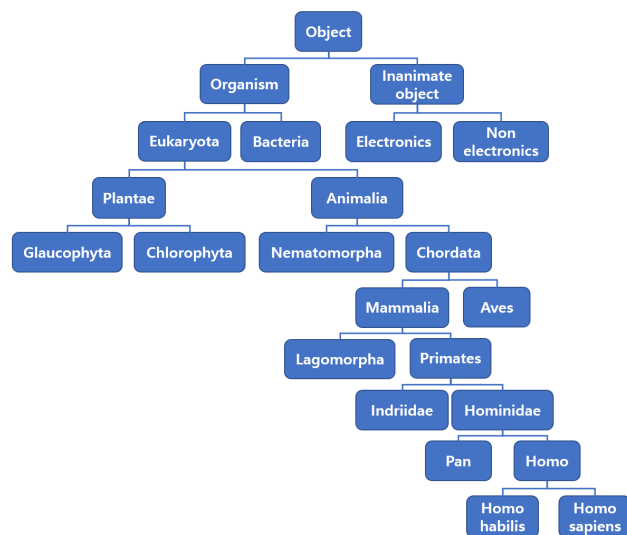 Object
Organism
Inanimate
object
Eukaryota
Bacteria
Electronics
Non
electronics
Plantae
Animalia
Glaucophyta
Chlorophyta
Nematomorpha
Chordata
Mammalia
Aves
Lagomorpha
Primates
Indriidae
Hominidae
Pan
Homo
Homo
habilis
Homo
sapiens